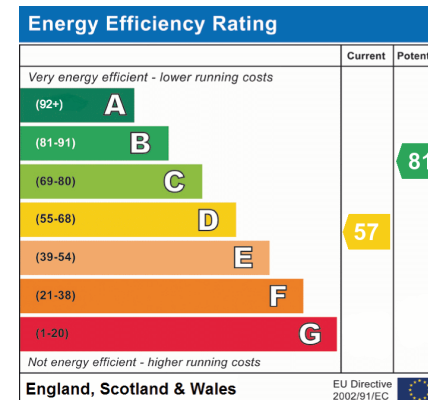 Energy Efficiency Rating
Current Potent
Very energy efficient - lower running costs
(92+) A
(81-91) B
(69-80) C
(55-68) D
(39-54) E
(21-38) F
(1-20) G
57
81
Not energy efficient - higher running costs
England, Scotland & Wales
EU Directive
2002/91/EC